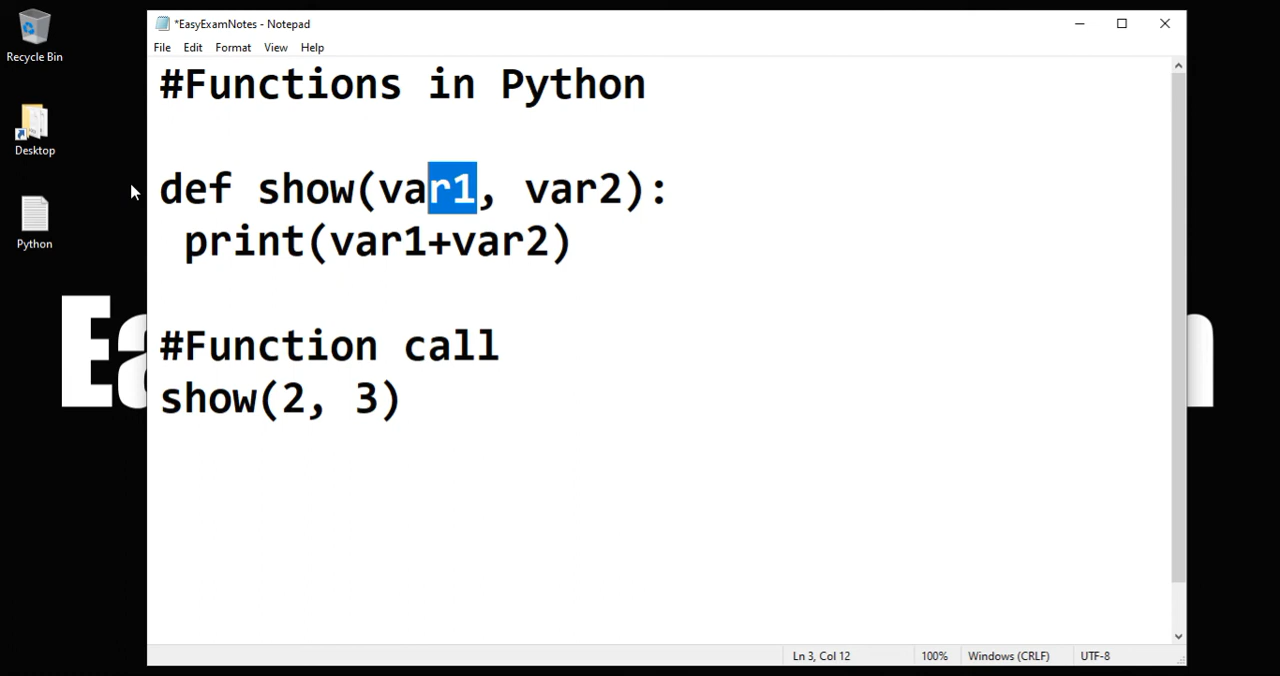 Recycle Bin
Desktop
Python
*EasyExamNotes - Notepad
File Edit Format View Help
#Functions in Python
def show(var1, var2):
print(var1+var2)
#Function call
show(2, 3)
Ln 3, Col 12 100% Windows (CRLF) UTF-8